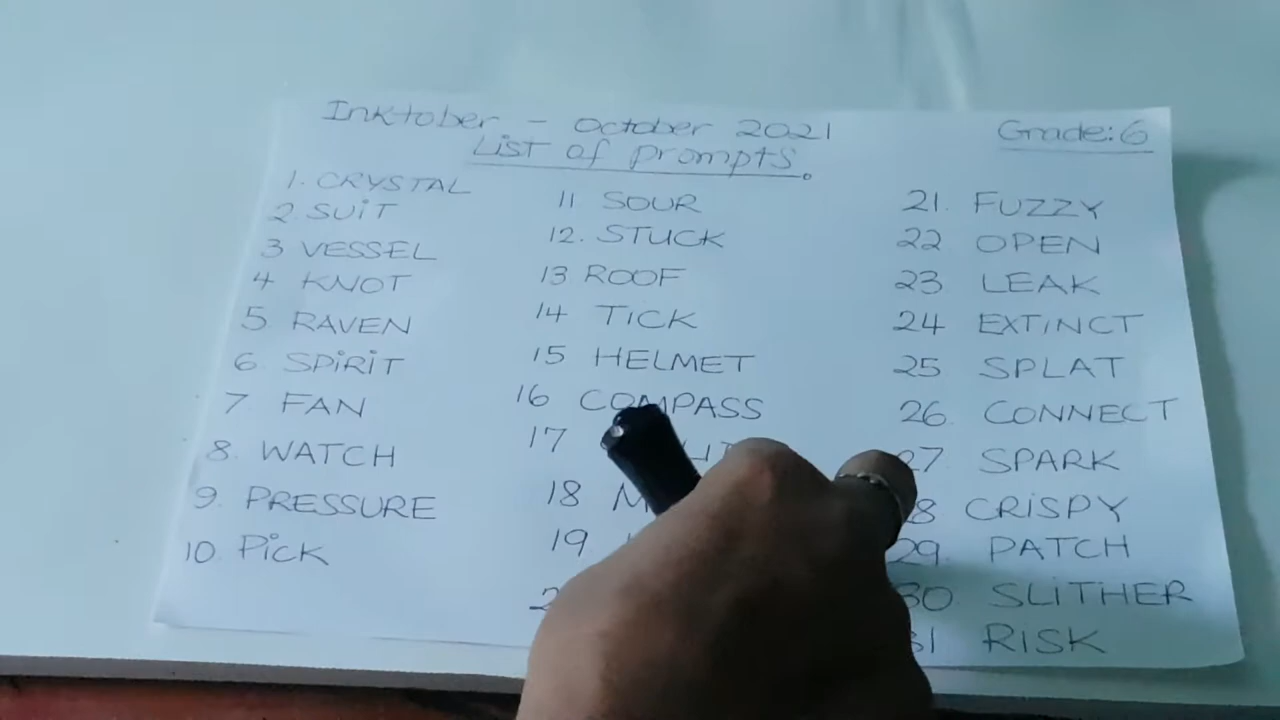 Inktober - October 2021
Grade: 6
List of Prompts.
1. CRYSTAL
2. SUIT
3 VESSEL
4 KNOT
5 RAVEN
6 SPIRIT
7 FAN
8. WATCH
9. PRESSURE
10. PICK
11 SOUR
12. STUCK
13 ROOF
14 TICK
15 HELMET
16 COMPASS
17
18
19
21. FUZZY
22 OPEN
23 LEAK
24 EXTINCT
25 SPLAT
26. CONNECT
27. SPARK
CRISPY
29. PATCH
30 SLITHER
RISK